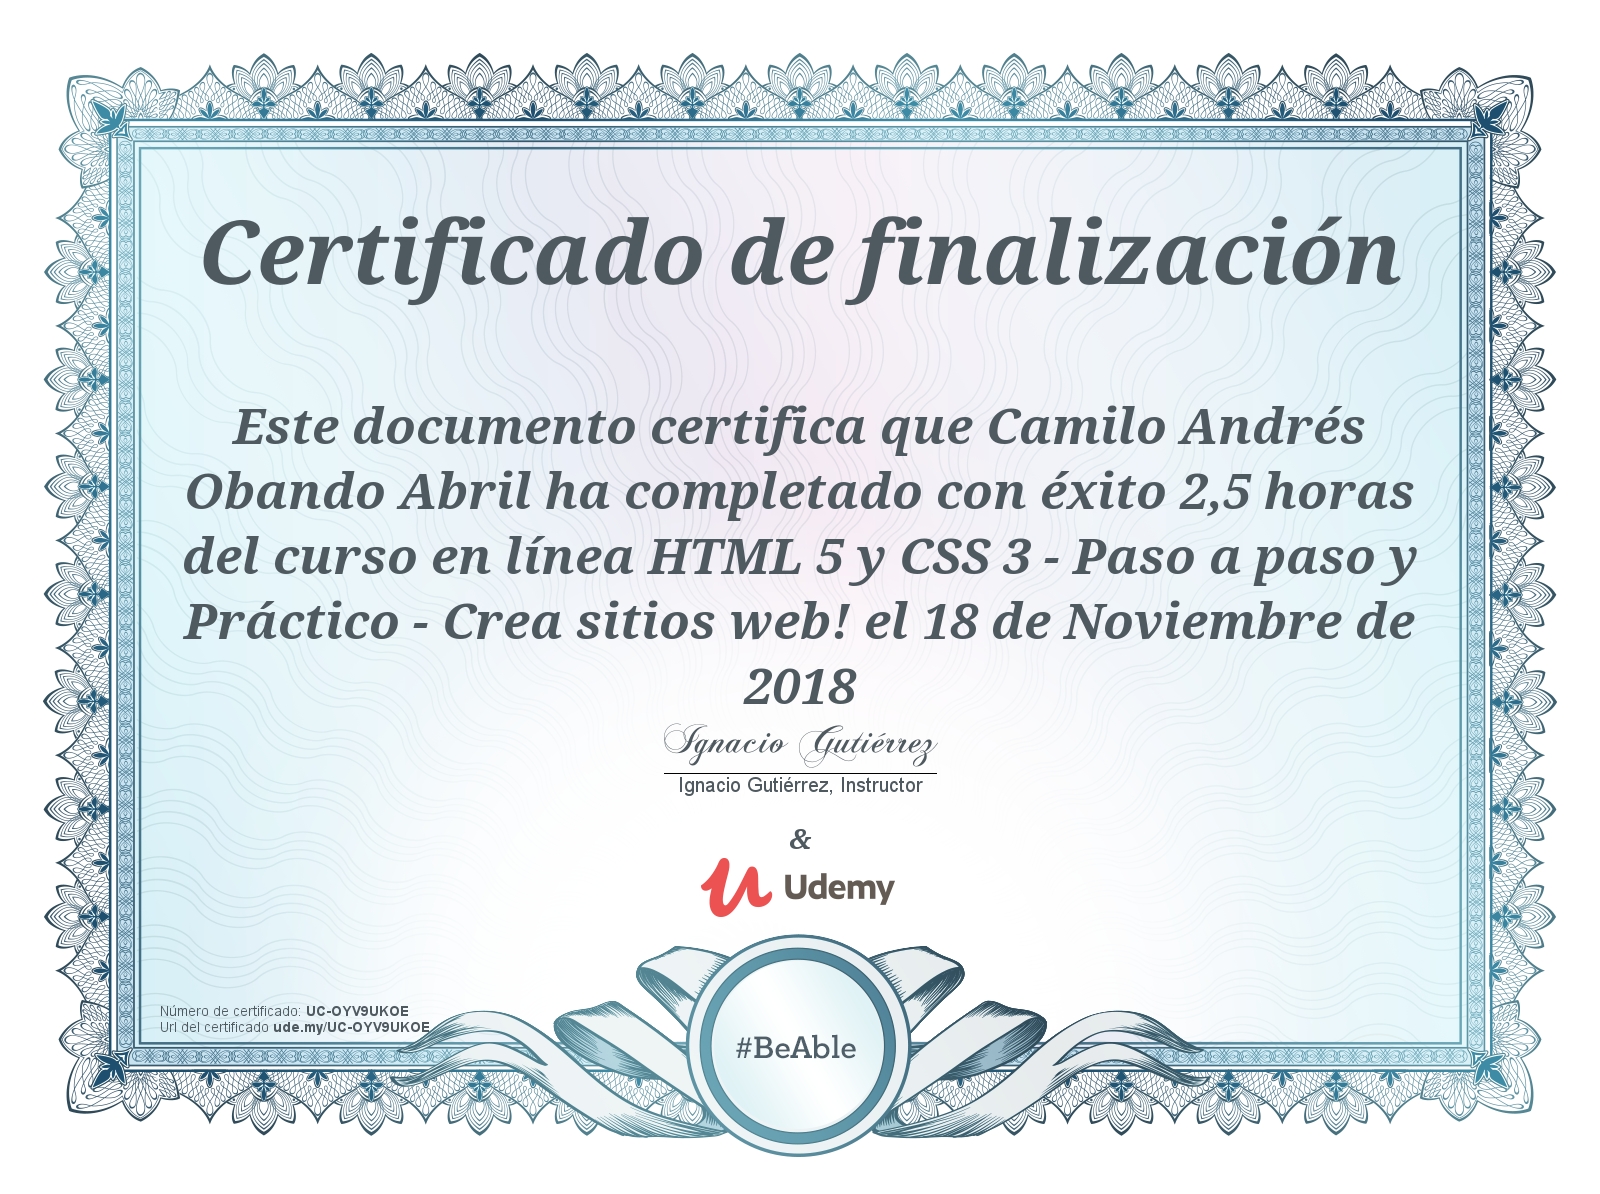 Certificado de finalización
Este documento certifica que Camilo Andrés
Obando Abril ha completado con éxito 2,5 horas
del curso en línea HTML 5 y CSS 3 - Paso a paso y
Práctico - Crea sitios web! el 18 de Noviembre de
2018
Ignacio Gutiérrez
Ignacio Gutiérrez, Instructor
&
Udemy
Número de certificado: UC-OYV9UKOE
Url del certificado ude.my/UC-OYV9UKOE
#BeAble